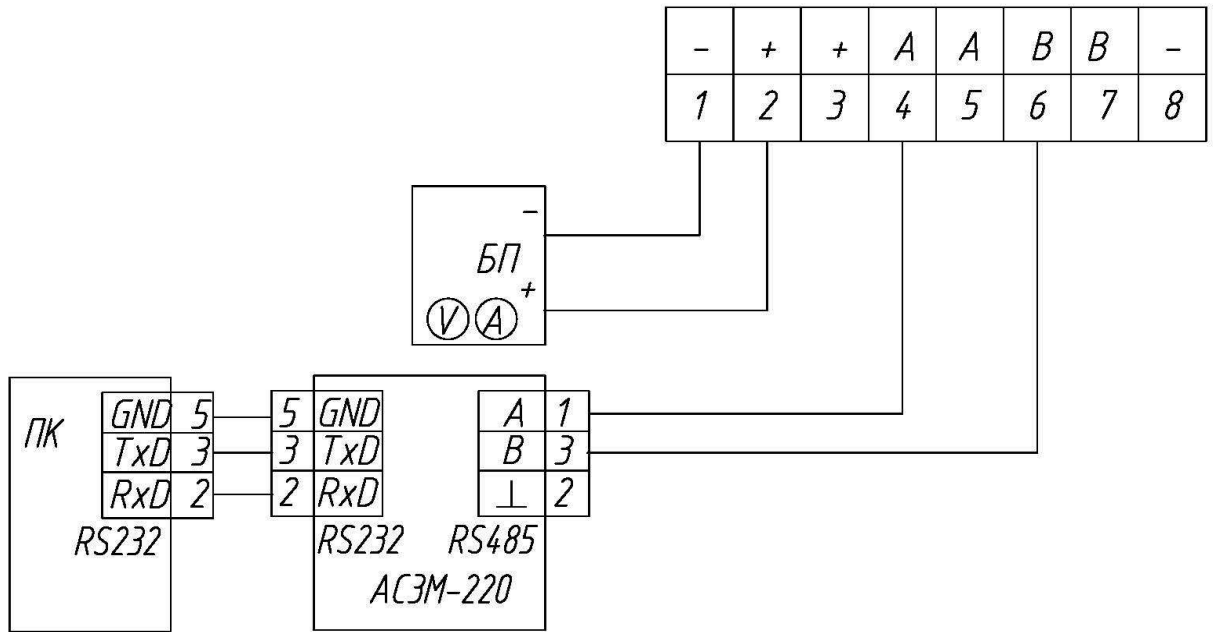 - + + A A B B -
1 2 3 4 5 6 7 8
-
БП
+
V A
ПК
GND 5
TxD 3
RxD 2
RS232
5 GND
3 TxD
2 RxD
RS232
A 1
B 3
⊥ 2
RS485
АС3М-220